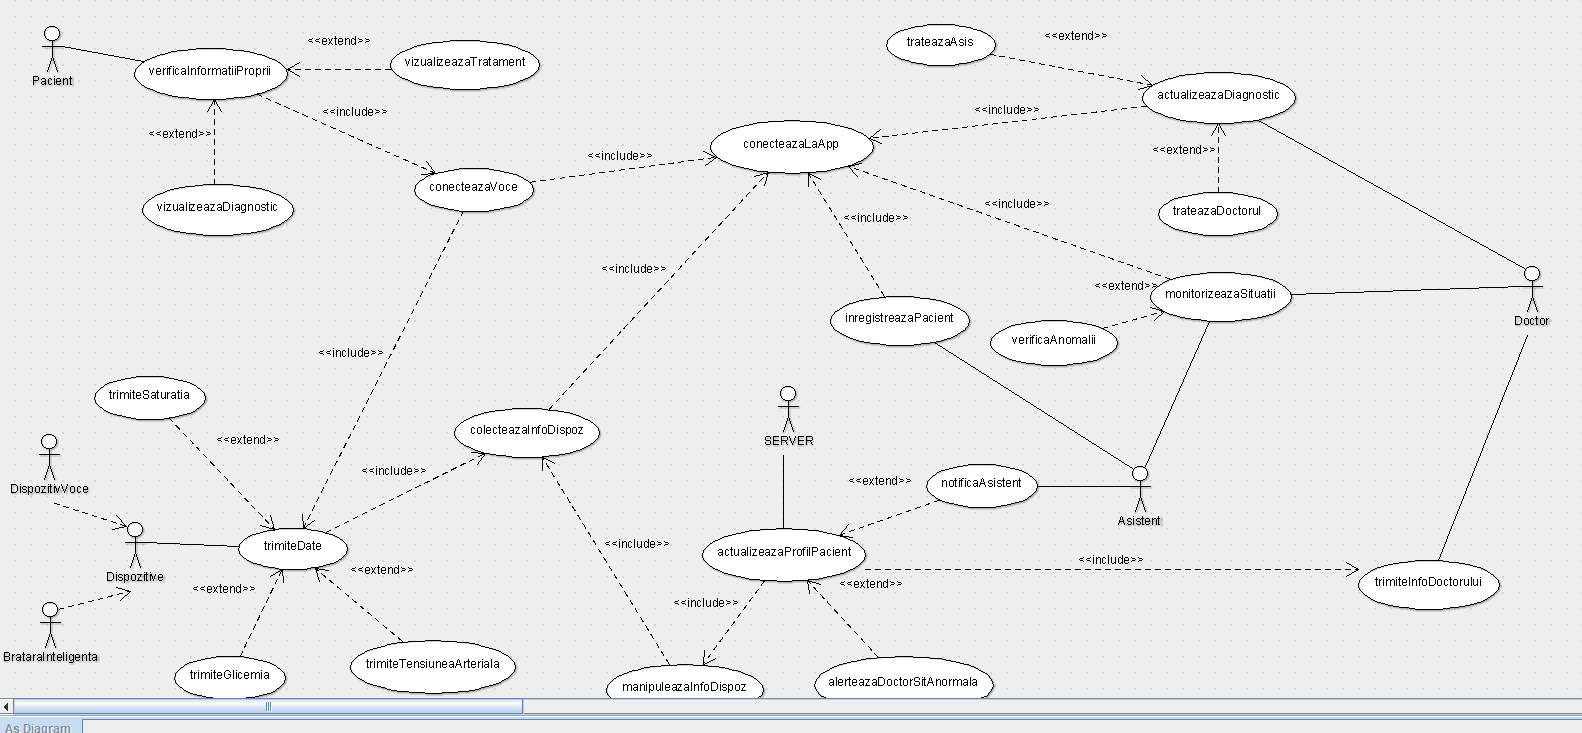 Pacient
verificaInformatiiProprii
<<extend>>
vizualizeazaTratament
trateazaAsis
<<extend>>
actualizeazaDiagnostic
<<include>>
<<extend>>
<<include>>
conecteazaLaApp
<<include>>
<<extend>>
conecteazaVoce
vizualizeazaDiagnostic
<<include>>
<<include>>
trateazaDoctorul
<<include>>
<<extend>>
monitorizeazaSituatii
Doctor
inregistreazaPacient
verificaAnomalii
<<include>>
trimiteSaturatia
<<extend>>
colecteazaInfoDispoz
SERVER
<<include>>
DispozitivVoce
<<extend>>
notificaAsistent
Asistent
trimiteDate
<<include>>
actualizeazaProfilPacient
<<include>>
Dispozitive
<<extend>>
<<extend>>
<<extend>>
trimiteInfoDoctorului
<<include>>
BrataraInteligenta
trimiteGlicemia
trimiteTensiuneaArteriala
manipuleazaInfoDispoz
alerteazaDoctorSitAnormala
As Diagram